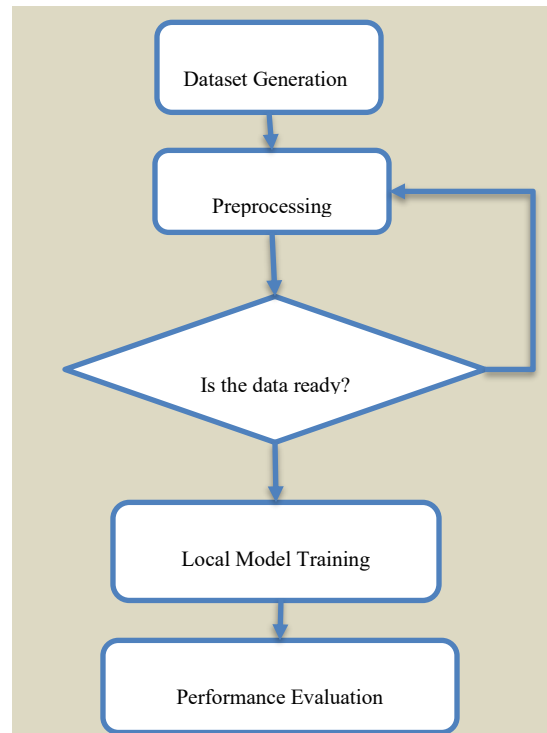 Dataset Generation
Preprocessing
Is the data ready?
Local Model Training
Performance Evaluation